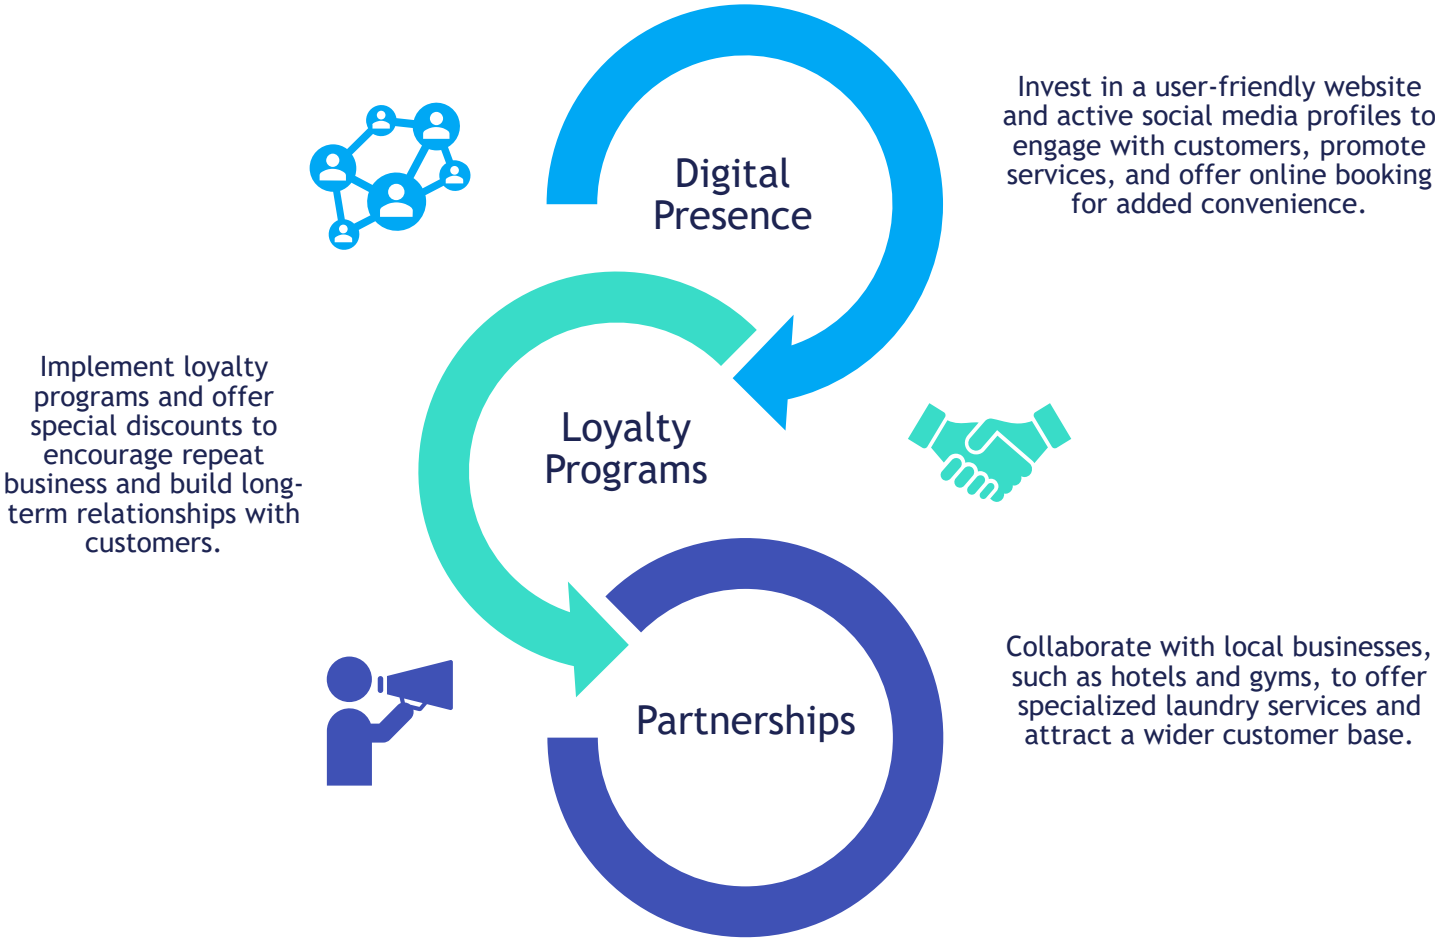 Digital
Presence
Invest in a user-friendly website
and active social media profiles to
engage with customers, promote
services, and offer online booking
for added convenience.
Implement loyalty
programs and offer
special discounts to
encourage repeat
business and build long-
term relationships with
customers.
Loyalty
Programs
Partnerships
Collaborate with local businesses,
such as hotels and gyms, to offer
specialized laundry services and
attract a wider customer base.